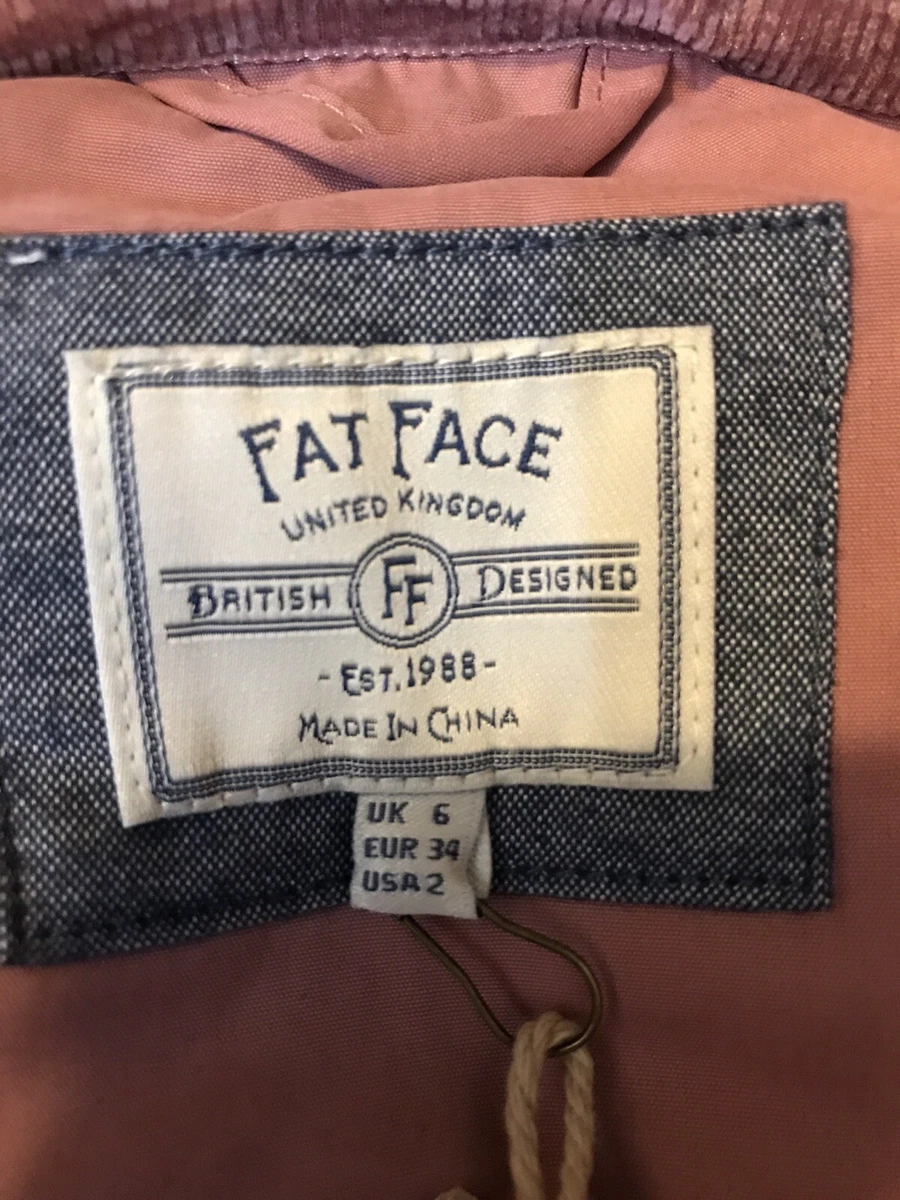 FAT FACE
UNITED KINGDOM
BRITISH FF DESIGNED
-EST. 1988-
MADE IN CHINA
UK 6
EUR 34
USA 2